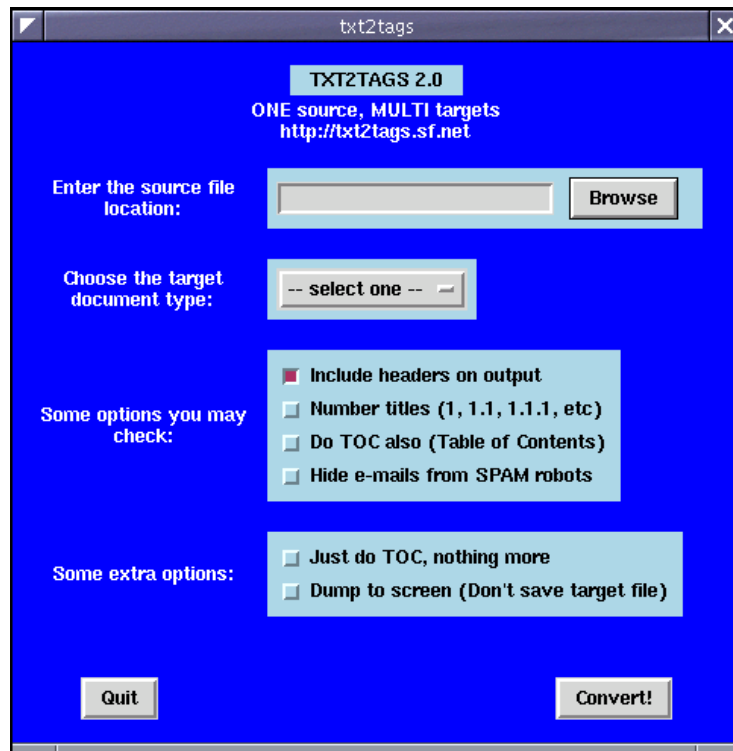 txt2tags
TXT2TAGS 2.0
ONE source, MULTI targets
http://txt2tags.sf.net
Enter the source file
location:
Browse
Choose the target
document type:
-- select one --
Some options you may
check:
Include headers on output
Number titles (1, 1.1, 1.1.1, etc)
Do TOC also (Table of Contents)
Hide e-mails from SPAM robots
Some extra options:
Just do TOC, nothing more
Dump to screen (Don't save target file)
Quit
Convert!